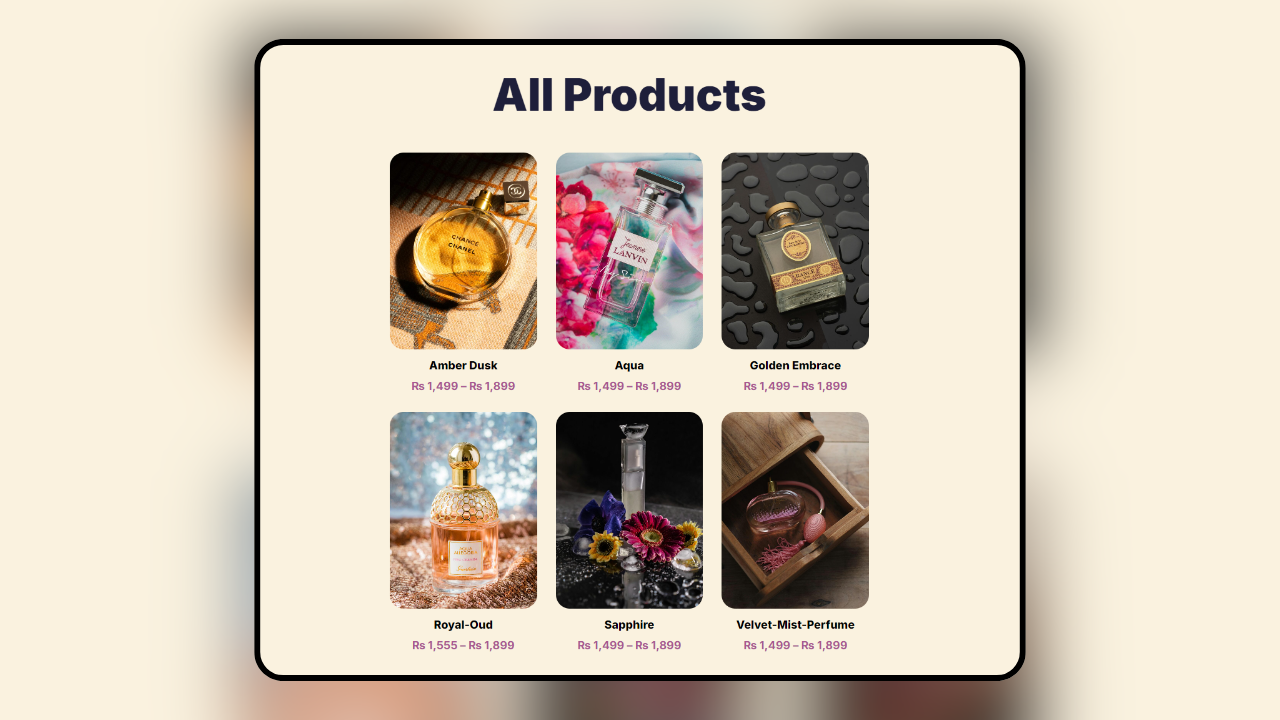 All Products
CHANCE
CHANEL
Jeanne
LANVIN
Amber Dusk
Aqua
Golden Embrace
₨ 1,499 – ₨ 1,899
₨ 1,499 – ₨ 1,899
₨ 1,499 – ₨ 1,899
Royal-Oud
Sapphire
Velvet-Mist-Perfume
₨ 1,555 – ₨ 1,899
₨ 1,499 – ₨ 1,899
₨ 1,499 – ₨ 1,899